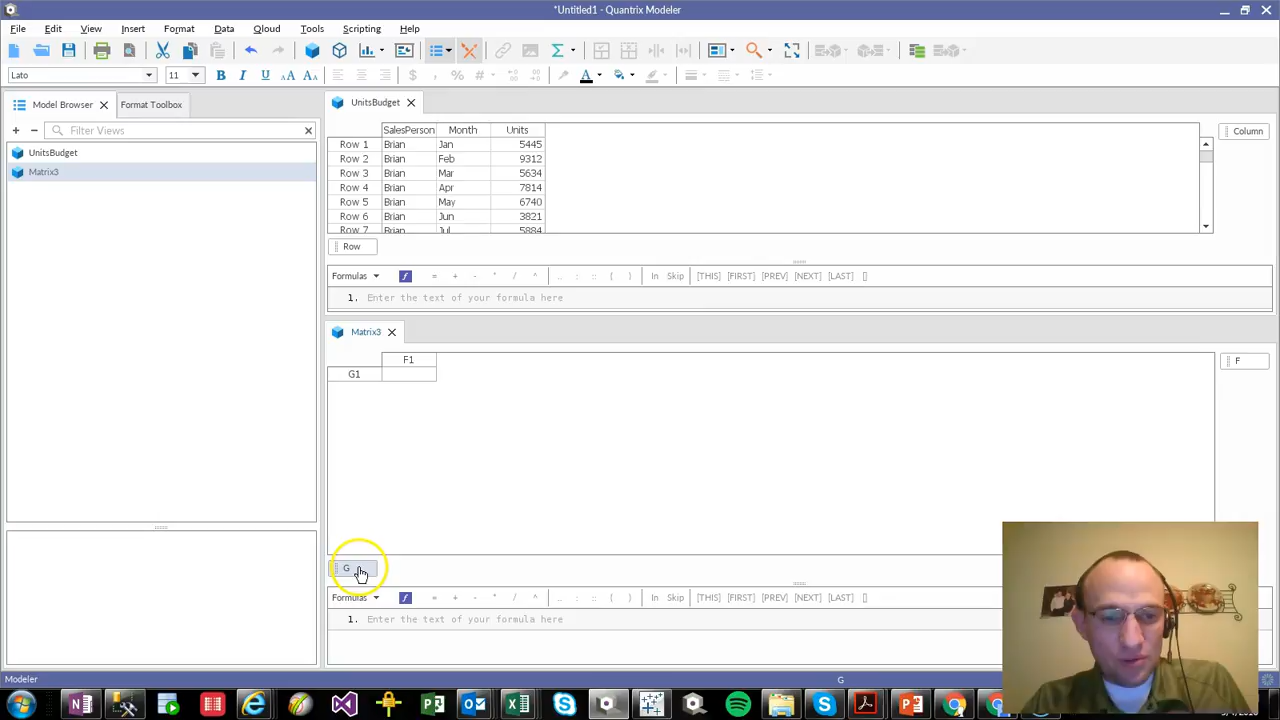 *Untitled1 - Quantrix Modeler
File Edit View Insert Format Data Qloud Tools Scripting Help
Lato 11 B I U A A $ % #
Model Browser Format Toolbox
Filter Views
UnitsBudget
Matrix3
UnitsBudget
SalesPerson Month Units
Row 1 Brian Jan 5445
Row 2 Brian Feb 9312
Row 3 Brian Mar 5634
Row 4 Brian Apr 7814
Row 5 Brian May 6740
Row 6 Brian Jun 3821
Row 7 Brian Jul 5884
Column
Row
Formulas f = + - * / ^ .. : :: ( ) In Skip [THIS] [FIRST] [PREV] [NEXT] [LAST] []
1. Enter the text of your formula here
Matrix3
F1
G1
F
G
Formulas f = + - * / ^ .. : :: ( ) In Skip [THIS] [FIRST] [PREV] [NEXT] [LAST] []
1. Enter the text of your formula here
Modeler G